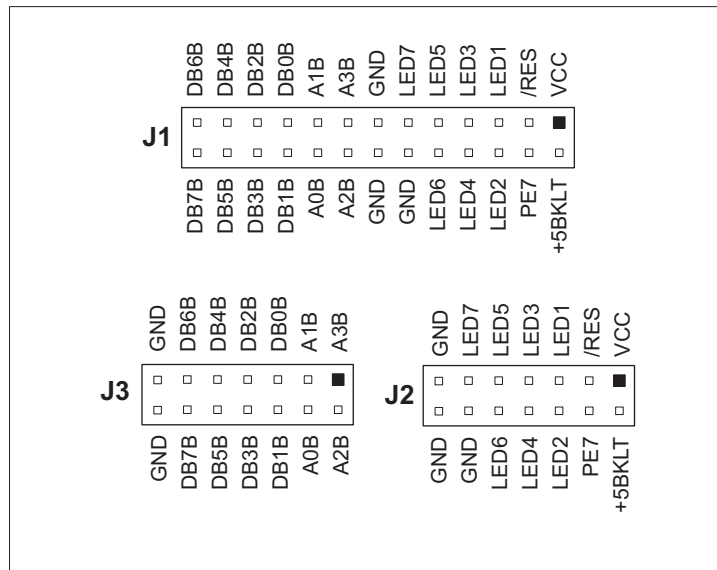 DB6B DB4B DB2B DB0B A1B A3B GND LED7 LED5 LED3 LED1 /RES VCC
J1
DB7B DB5B DB3B DB1B A0B A2B GND GND LED6 LED4 LED2 PE7 +5BKLT
GND DB6B DB4B DB2B DB0B A1B A3B
J3
GND DB7B DB5B DB3B DB1B A0B A2B
GND LED7 LED5 LED3 LED1 /RES VCC
J2
GND GND LED6 LED4 LED2 PE7 +5BKLT